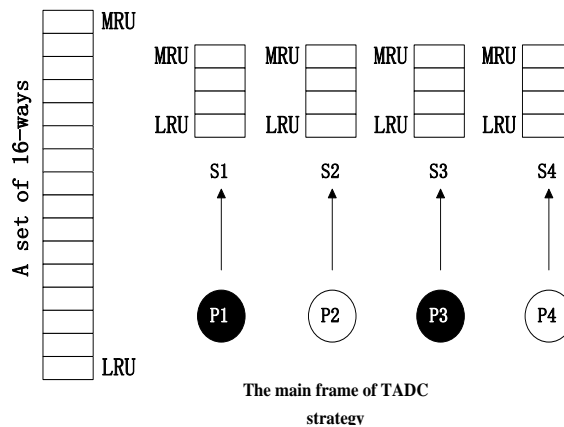 MRU
A set of 16-ways
LRU
MRU MRU MRU MRU
LRU LRU LRU LRU
S1 S2 S3 S4
P1 P2 P3 P4
The main frame of TADC
strategy